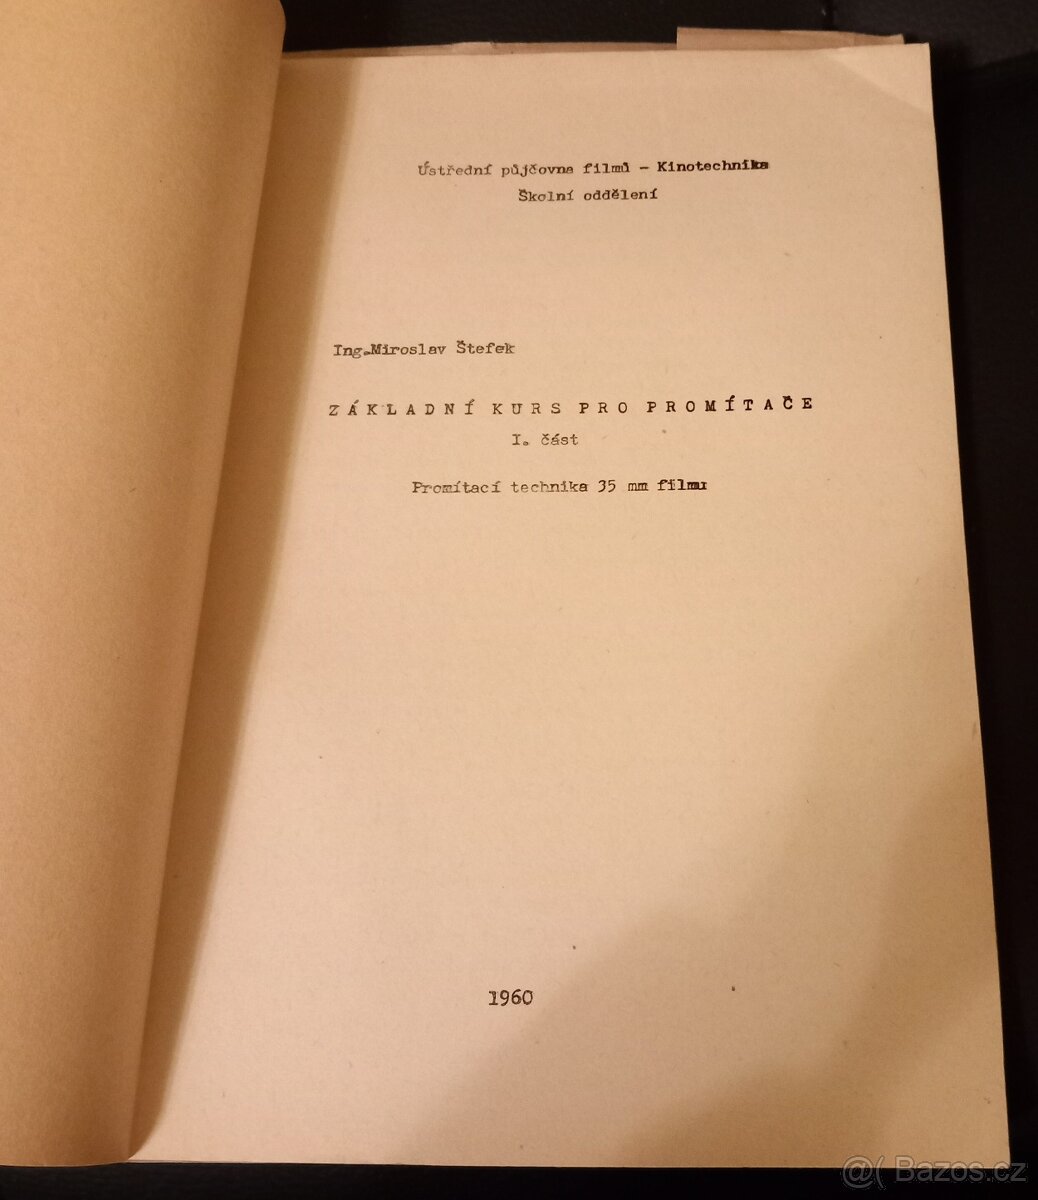 Ústřední půjčovna filmů - Kinotechnika
Školní oddělení
Ing.Miroslav Štefek
ZÁKLADNÍ KURS PRO PROMÍTAČE
I. část
Promítací technika 35 mm filmu
1960
@( Bazos.cz